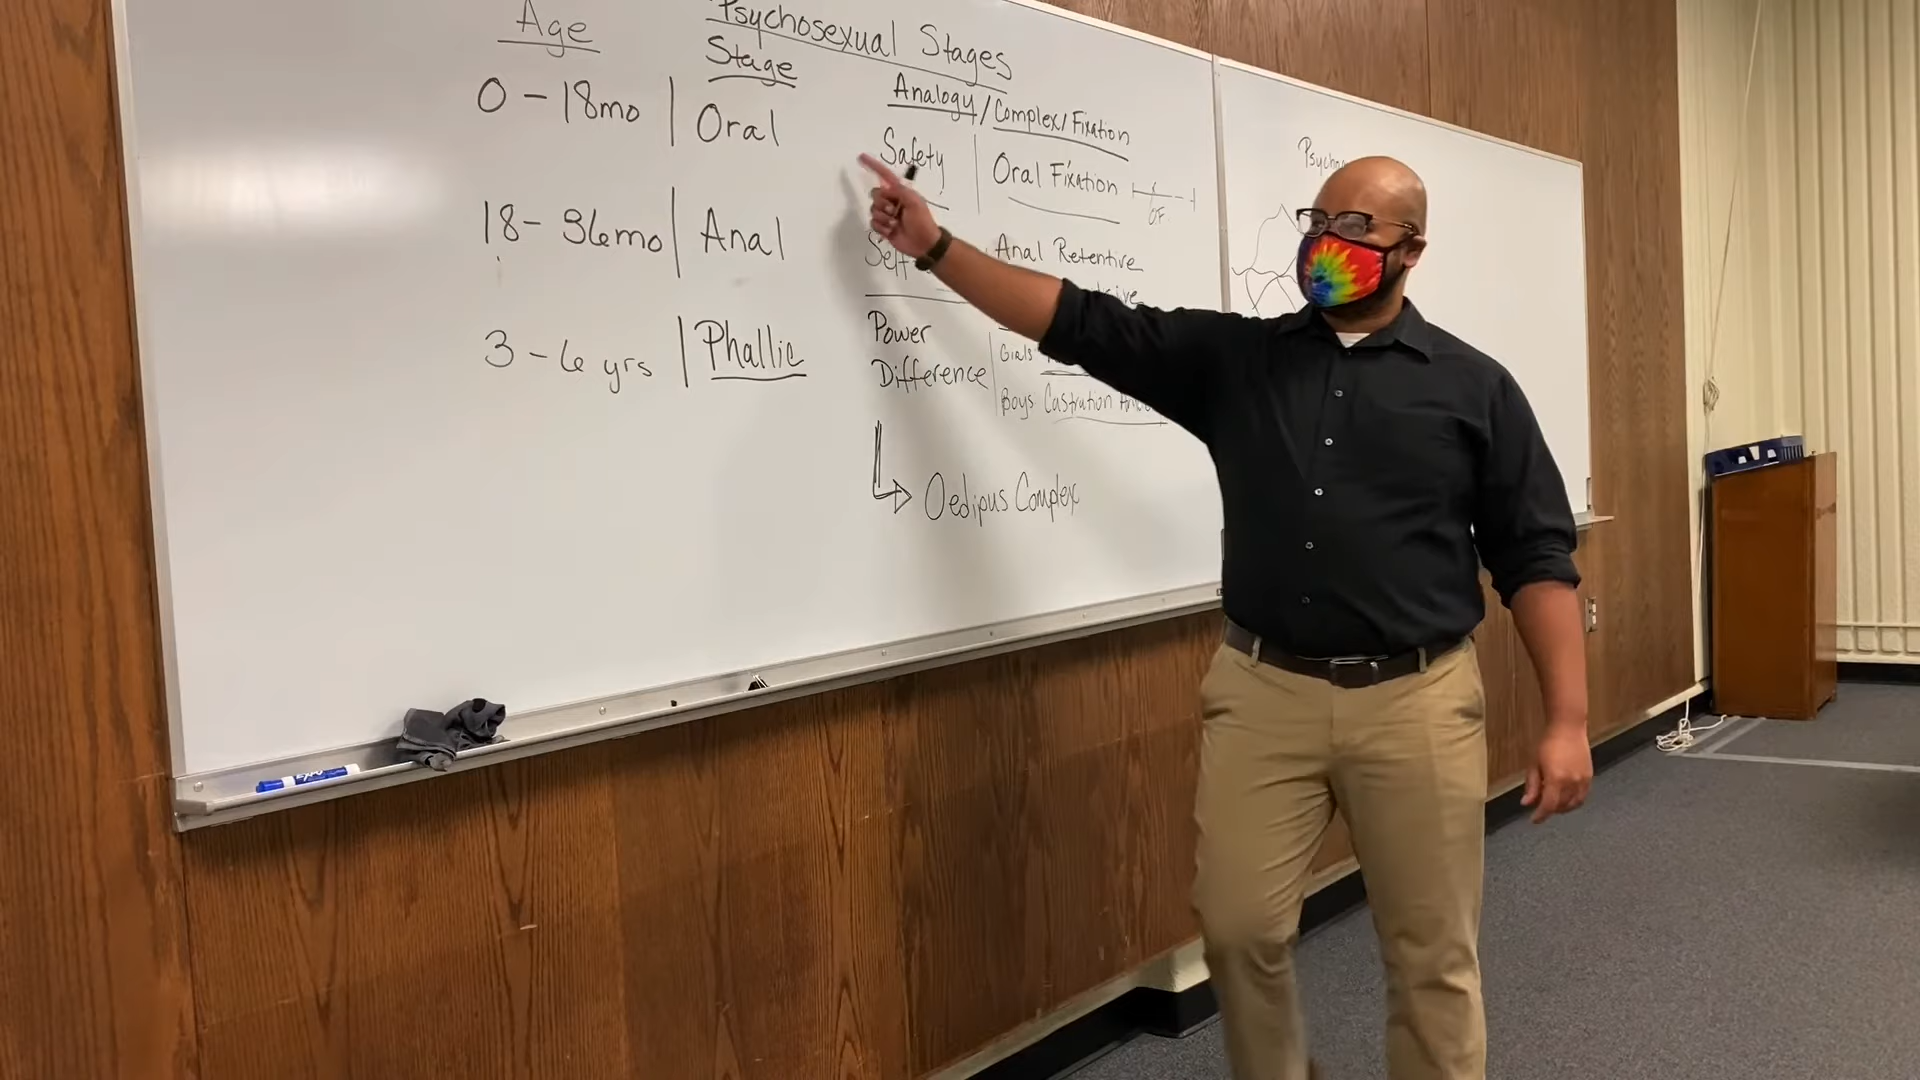 Age
Psychosexual Stages
Stage
Analogy/Complex/Fixation
0-18mo | Oral
Safety | Oral Fixation
OF
18-36mo | Anal
Self
Anal Retentive
3-6 yrs | Phallic
Power Difference
Girls
Boys Castration
Oedipus Complex
EXPO